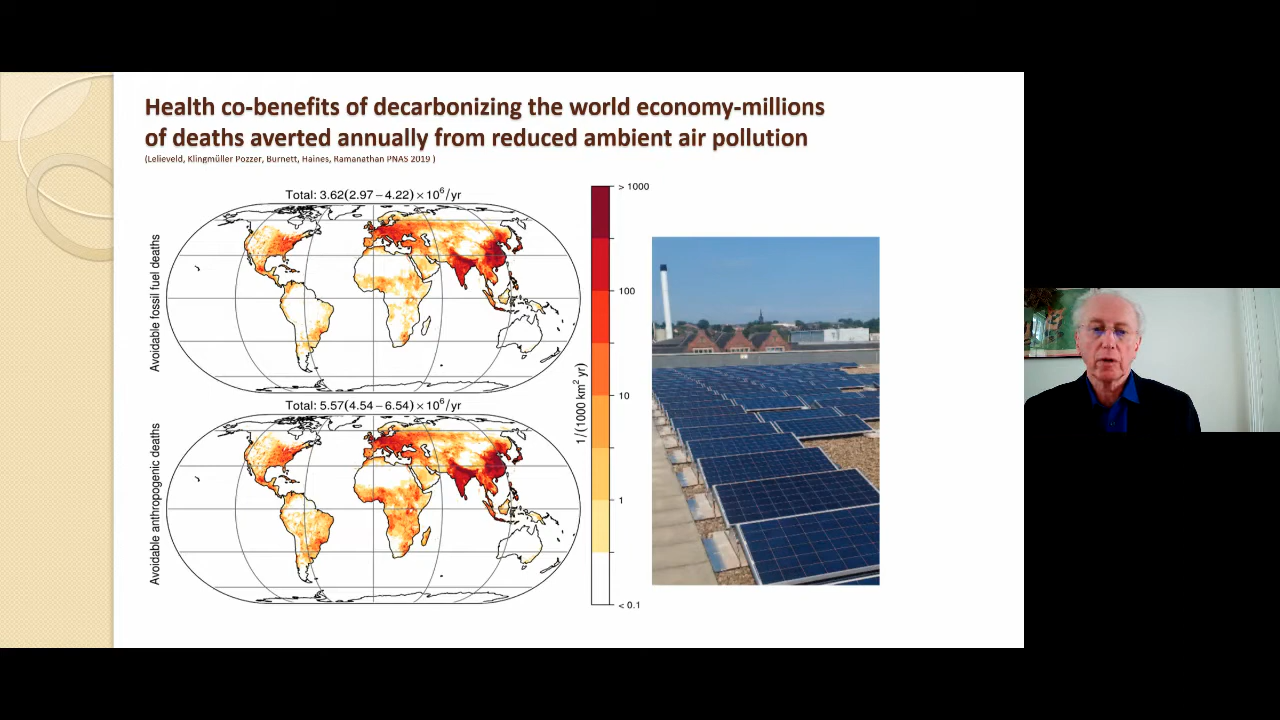 Health co-benefits of decarbonizing the world economy-millions
of deaths averted annually from reduced ambient air pollution
(Lelieveld, Klingmüller Pozzer, Burnett, Haines, Ramanathan PNAS 2019 )
Total: 3.62(2.97−4.22)×10⁶/yr
Avoidable fossil fuel deaths
Total: 5.57(4.54−6.54)×10⁶/yr
Avoidable anthropogenic deaths
> 1000
100
10
1
< 0.1
1/(1000 km² yr)